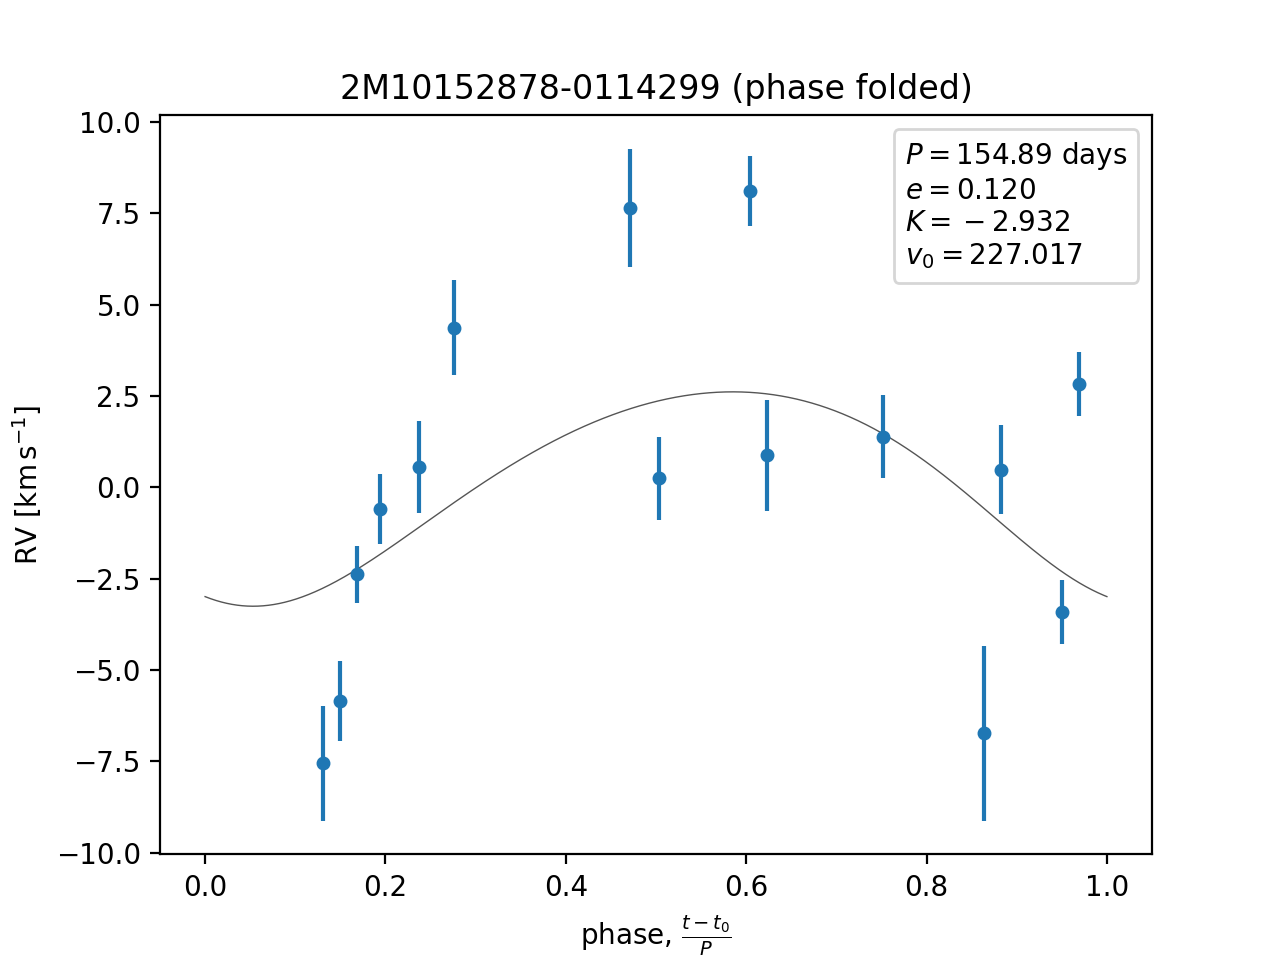 2M10152878-0114299 (phase folded)
P = 154.89 days
e = 0.120
K = −2.932
v₀ = 227.017
RV [km s⁻¹]
10.0
7.5
5.0
2.5
0.0
−2.5
−5.0
−7.5
−10.0
0.0 0.2 0.4 0.6 0.8 1.0
phase, (t − t₀)/P